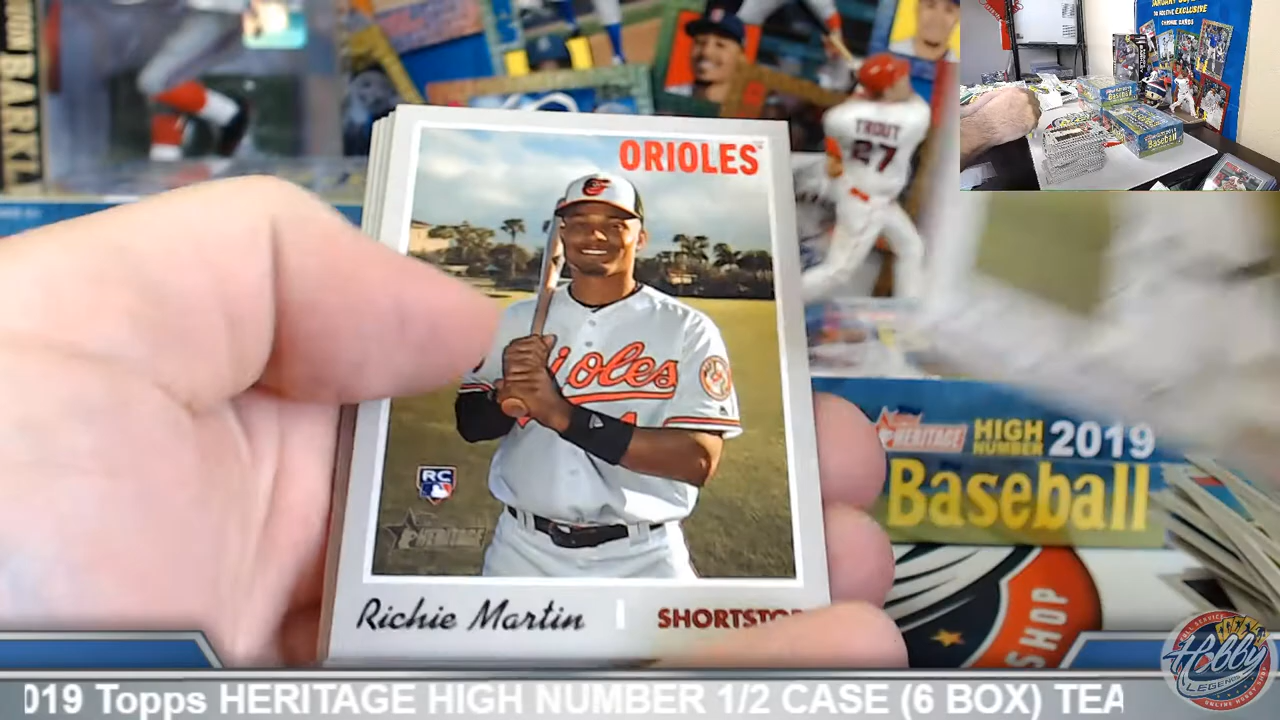 ORIOLES
TROUT
27
Orioles
RC
HERITAGE
Richie Martin
SHORTSTOP
HERITAGE HIGH NUMBER 2019
Baseball
SHOP
Hobby
LEGENDS
Baseball
019 Topps HERITAGE HIGH NUMBER 1/2 CASE (6 BOX) TEA